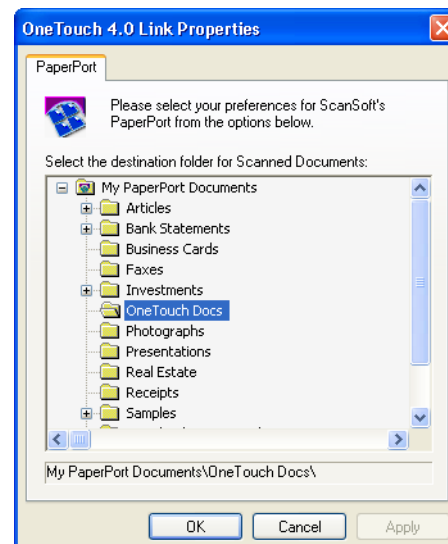 OneTouch 4.0 Link Properties
PaperPort
Please select your preferences for ScanSoft's
PaperPort from the options below.
Select the destination folder for Scanned Documents:
My PaperPort Documents
Articles
Bank Statements
Business Cards
Faxes
Investments
OneTouch Docs
Photographs
Presentations
Real Estate
Receipts
Samples
My PaperPort Documents\OneTouch Docs\
OK Cancel Apply